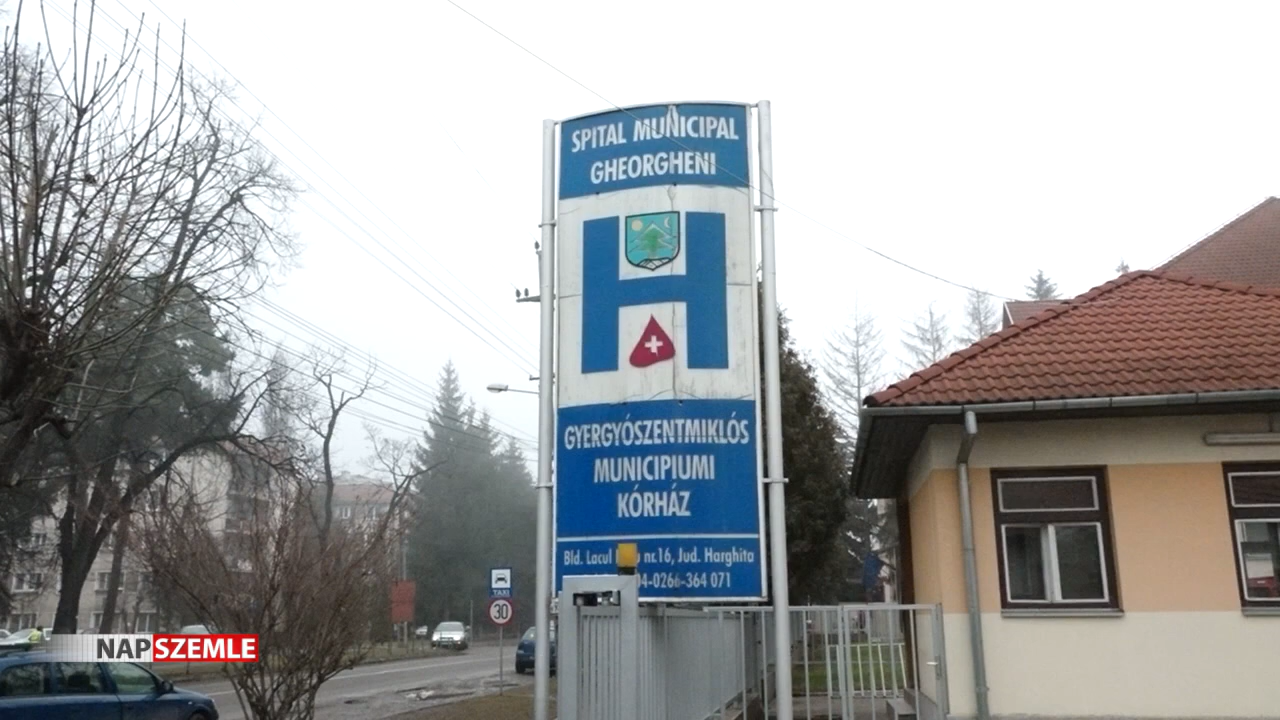 SPITAL MUNICIPAL
GHEORGHENI
H
GYERGYÓSZENTMIKLÓS
MUNICIPIUMI
KÓRHÁZ
Bld. Lacul nr.16, Jud. Harghita
04-0266-364 071
TAXI
30
NAPSZEMLE